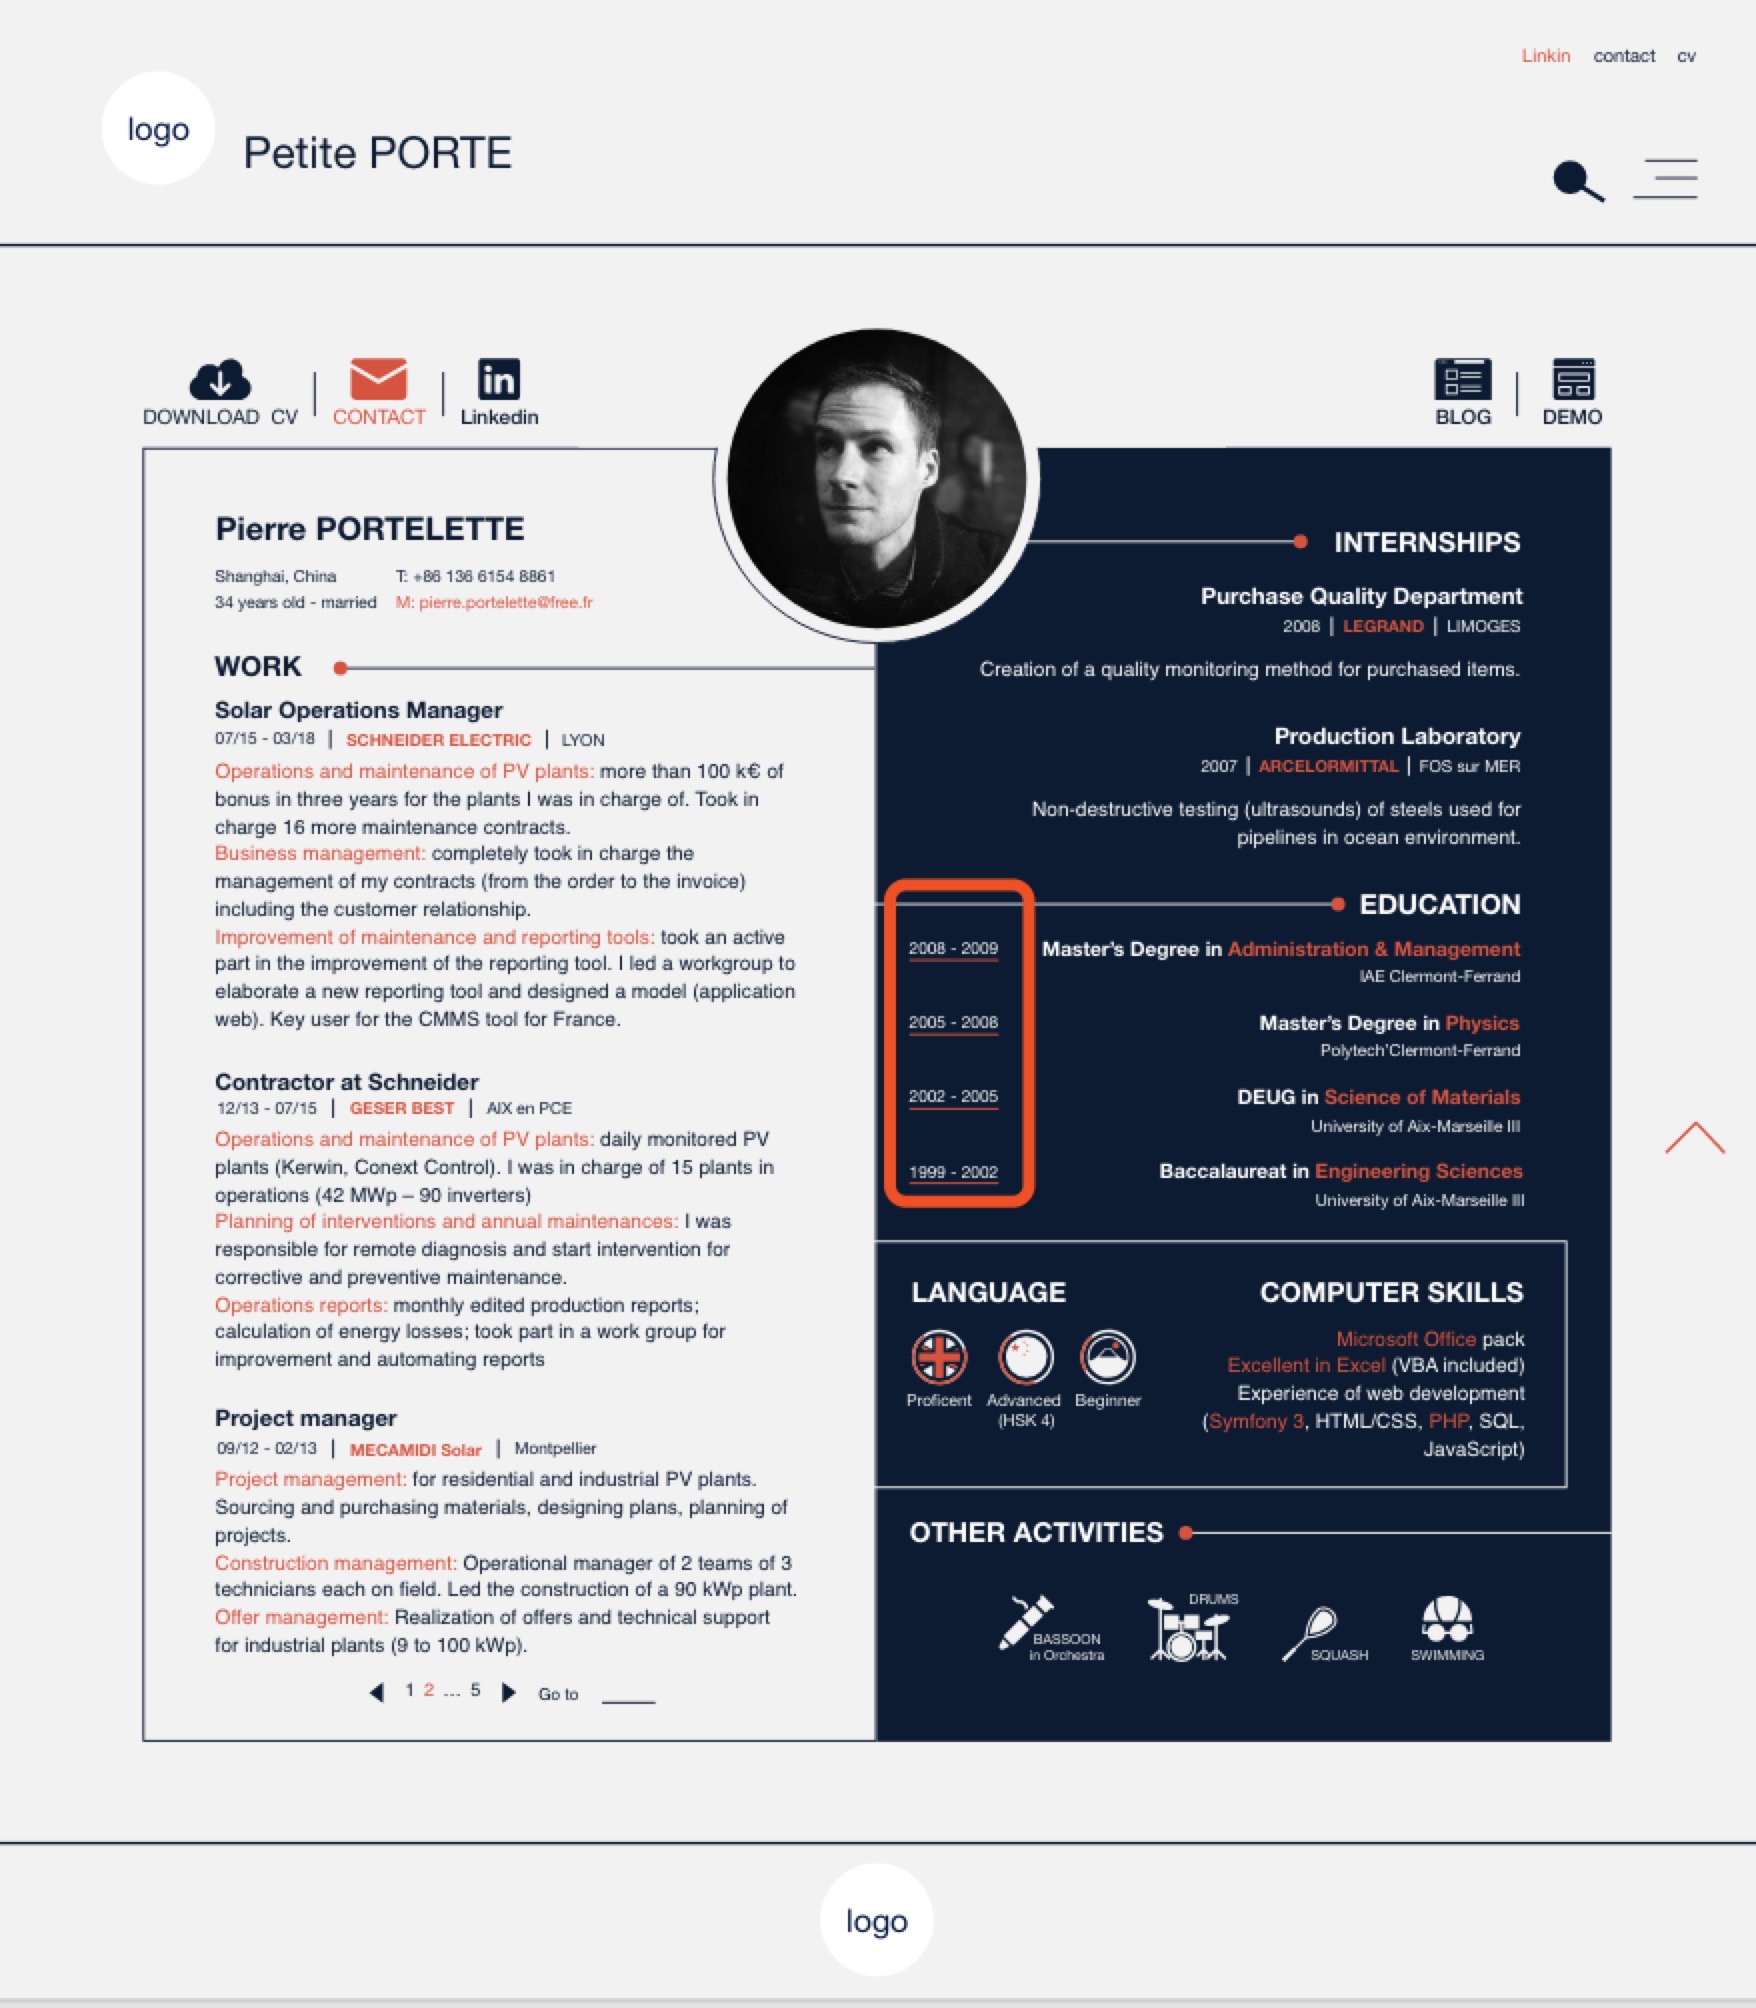 Linkin contact cv
logo
Petite PORTE
DOWNLOAD CV
CONTACT
Linkedin
BLOG
DEMO
Pierre PORTELETTE
Shanghai, China T: +86 136 6154 8861
34 years old - married M: pierre.portelette@free.fr
WORK
Solar Operations Manager
07/15 - 03/18 | SCHNEIDER ELECTRIC | LYON
Operations and maintenance of PV plants: more than 100 k€ of
bonus in three years for the plants I was in charge of. Took in
charge 16 more maintenance contracts.
Business management: completely took in charge the
management of my contracts (from the order to the invoice)
including the customer relationship.
Improvement of maintenance and reporting tools: took an active
part in the improvement of the reporting tool. I led a workgroup to
elaborate a new reporting tool and designed a model (application
web). Key user for the CMMS tool for France.
Contractor at Schneider
12/13 - 07/15 | GESER BEST | AIX en PCE
Operations and maintenance of PV plants: daily monitored PV
plants (Kerwin, Conext Control). I was in charge of 15 plants in
operations (42 MWp – 90 inverters)
Planning of interventions and annual maintenances: I was
responsible for remote diagnosis and start intervention for
corrective and preventive maintenance.
Operations reports: monthly edited production reports;
calculation of energy losses; took part in a work group for
improvement and automating reports
Project manager
09/12 - 02/13 | MECAMIDI Solar | Montpellier
Project management: for residential and industrial PV plants.
Sourcing and purchasing materials, designing plans, planning of
projects.
Construction management: Operational manager of 2 teams of 3
technicians each on field. Led the construction of a 90 kWp plant.
Offer management: Realization of offers and technical support
for industrial plants (9 to 100 kWp).
1 2 ... 5 Go to
INTERNSHIPS
Purchase Quality Department
2008 | LEGRAND | LIMOGES
Creation of a quality monitoring method for purchased items.
Production Laboratory
2007 | ARCELORMITTAL | FOS sur MER
Non-destructive testing (ultrasounds) of steels used for
pipelines in ocean environment.
EDUCATION
2008 - 2009 Master's Degree in Administration & Management
IAE Clermont-Ferrand
2005 - 2008 Master's Degree in Physics
Polytech'Clermont-Ferrand
2002 - 2005 DEUG in Science of Materials
University of Aix-Marseille III
1999 - 2002 Baccalaureat in Engineering Sciences
University of Aix-Marseille III
LANGUAGE
Proficent
Advanced
(HSK 4)
Beginner
COMPUTER SKILLS
Microsoft Office pack
Excellent in Excel (VBA included)
Experience of web development
(Symfony 3, HTML/CSS, PHP, SQL,
JavaScript)
OTHER ACTIVITIES
BASSOON
in Orchestra
DRUMS
SQUASH
SWIMMING
logo